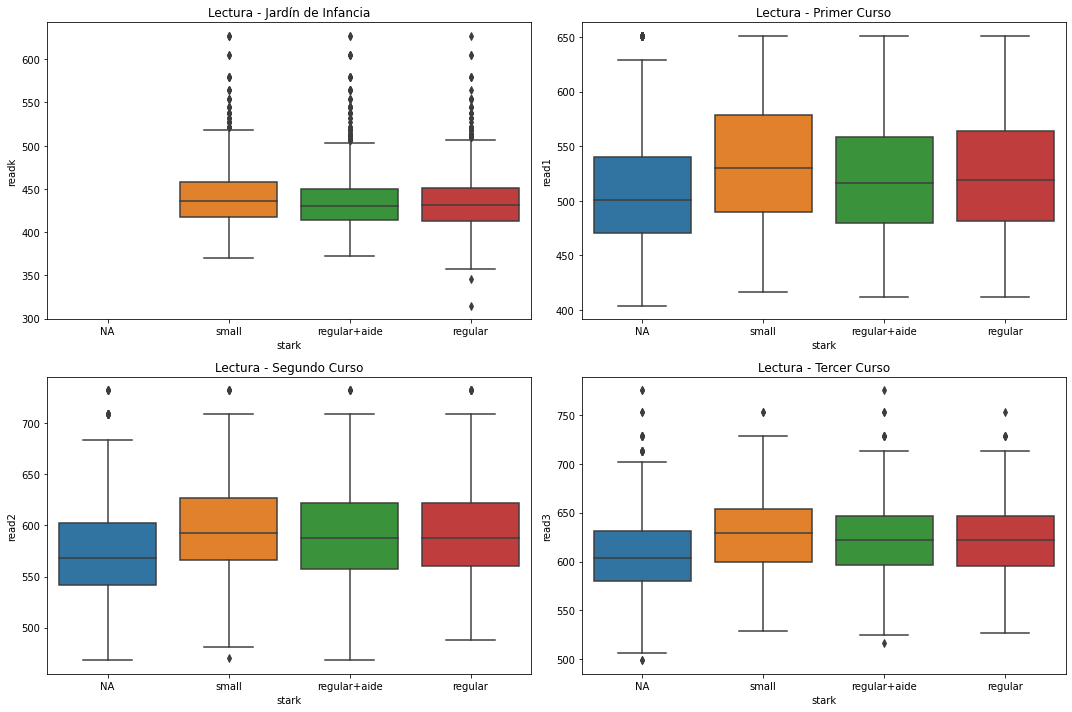 Lectura - Jardín de Infancia
readk
600
550
500
450
400
350
300
NA small regular+aide regular
stark
Lectura - Primer Curso
read1
650
600
550
500
450
400
NA small regular+aide regular
stark
Lectura - Segundo Curso
read2
700
650
600
550
500
NA small regular+aide regular
stark
Lectura - Tercer Curso
read3
750
700
650
600
550
500
NA small regular+aide regular
stark